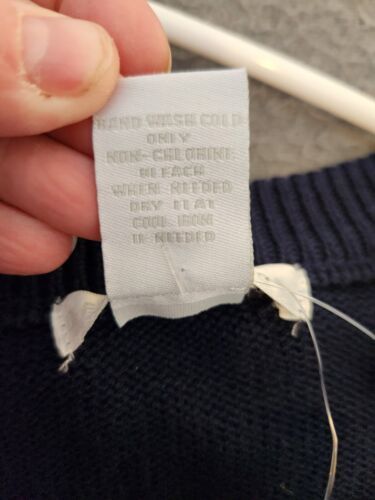 HAND WASH COLD
ONLY
NON-CHLORINE
BLEACH
WHEN NEEDED
DRY FLAT
COOL IRON
IF NEEDED